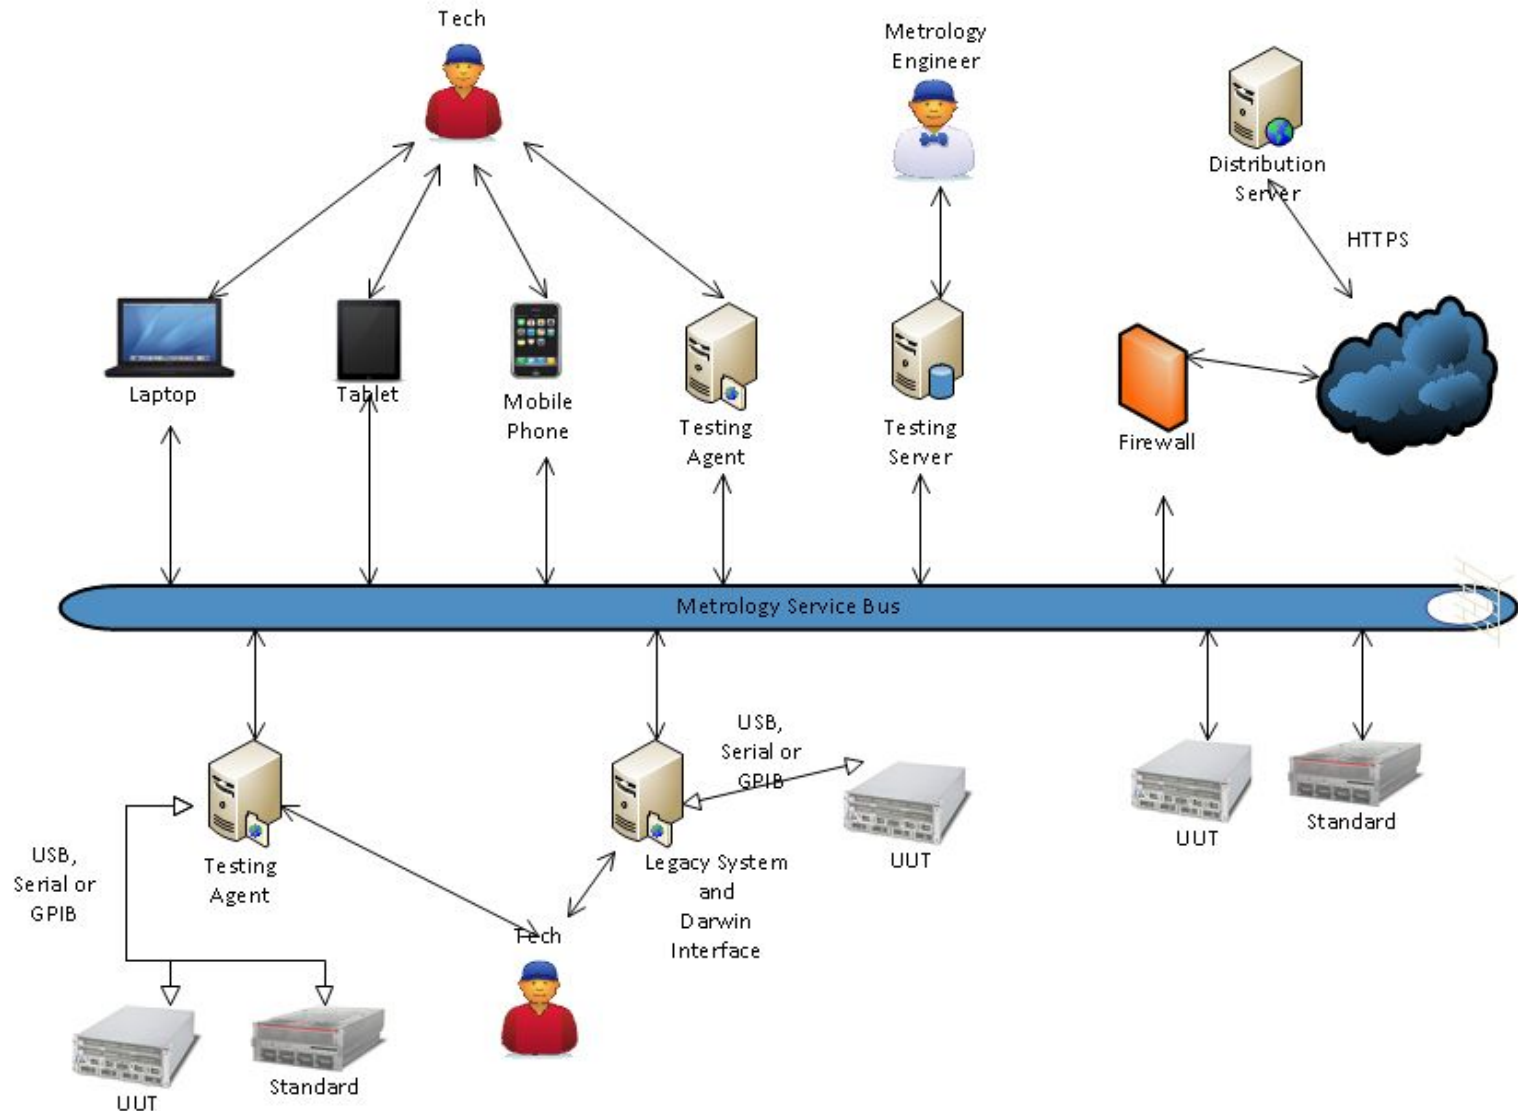 Tech
Metrology
Engineer
Distribution
Server
HTTPS
Laptop
Tablet
Mobile
Phone
Testing
Agent
Testing
Server
Firewall
Metrology Service Bus
USB,
Serial or
GPIB
Testing
Agent
USB,
Serial or
GPIB
Legacy System
and
Darwin
Interface
UUT
UUT
Standard
Tech
UUT
Standard